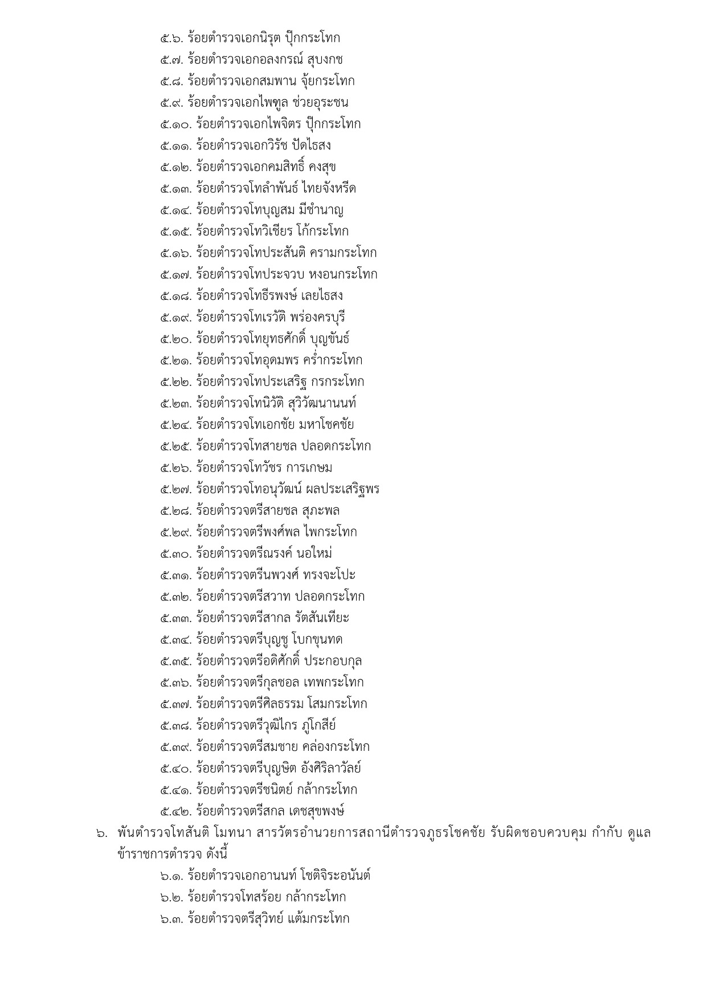 ๕.๖. ร้อยตำรวจเอกนิรุต ปุ๊กกระโทก
๕.๗. ร้อยตำรวจเอกอลงกรณ์ สุบงกช
๕.๘. ร้อยตำรวจเอกสมพาน จุ้ยกระโทก
๕.๙. ร้อยตำรวจเอกไพฑูล ช่วยอุระชน
๕.๑๐. ร้อยตำรวจเอกไพจิตร ปุ๊กกระโทก
๕.๑๑. ร้อยตำรวจเอกวิรัช ปัดไธสง
๕.๑๒. ร้อยตำรวจเอกคมสิทธิ์ คงสุข
๕.๑๓. ร้อยตำรวจโทลำพันธ์ ไทยจังหรีด
๕.๑๔. ร้อยตำรวจโทบุญสม มีชำนาญ
๕.๑๕. ร้อยตำรวจโทวิเชียร โก้กระโทก
๕.๑๖. ร้อยตำรวจโทประสันติ ครามกระโทก
๕.๑๗. ร้อยตำรวจโทประจวบ หงอนกระโทก
๕.๑๘. ร้อยตำรวจโทธีรพงษ์ เลยไธสง
๕.๑๙. ร้อยตำรวจโทเรวัติ พร่องครบุรี
๕.๒๐. ร้อยตำรวจโทยุทธศักดิ์ บุญขันธ์
๕.๒๑. ร้อยตำรวจโทอุดมพร คร่ำกระโทก
๕.๒๒. ร้อยตำรวจโทประเสริฐ กรกระโทก
๕.๒๓. ร้อยตำรวจโทนิวัติ สุวิวัฒนานนท์
๕.๒๔. ร้อยตำรวจโทเอกชัย มหาโชคชัย
๕.๒๕. ร้อยตำรวจโทสายชล ปลอดกระโทก
๕.๒๖. ร้อยตำรวจโทวัชร การเกษม
๕.๒๗. ร้อยตำรวจโทอนุวัฒน์ ผลประเสริฐพร
๕.๒๘. ร้อยตำรวจตรีสายชล สุภะพล
๕.๒๙. ร้อยตำรวจตรีพงศ์พล ไพกระโทก
๕.๓๐. ร้อยตำรวจตรีณรงค์ นอใหม่
๕.๓๑. ร้อยตำรวจตรีนพวงศ์ ทรงจะโปะ
๕.๓๒. ร้อยตำรวจตรีสวาท ปลอดกระโทก
๕.๓๓. ร้อยตำรวจตรีสากล รัตสันเทียะ
๕.๓๔. ร้อยตำรวจตรีบุญชู โบกขุนทด
๕.๓๕. ร้อยตำรวจตรีอดิศักดิ์ ประกอบกุล
๕.๓๖. ร้อยตำรวจตรีกุลชอล เทพกระโทก
๕.๓๗. ร้อยตำรวจตรีศิลธรรม โสมกระโทก
๕.๓๘. ร้อยตำรวจตรีวุฒิไกร ภู่โกสีย์
๕.๓๙. ร้อยตำรวจตรีสมชาย คล่องกระโทก
๕.๔๐. ร้อยตำรวจตรีบุญษิต อังศิริลาวัลย์
๕.๔๑. ร้อยตำรวจตรีชนิตย์ กล้ากระโทก
๕.๔๒. ร้อยตำรวจตรีสกล เดชสุขพงษ์
๖. พันตำรวจโทสันติ โมทนา สารวัตรอำนวยการสถานีตำรวจภูธรโชคชัย รับผิดชอบควบคุม กำกับ ดูแล
ข้าราชการตำรวจ ดังนี้
๖.๑. ร้อยตำรวจเอกอานนท์ โชติจิระอนันต์
๖.๒. ร้อยตำรวจโทสร้อย กล้ากระโทก
๖.๓. ร้อยตำรวจตรีสุวิทย์ แต้มกระโทก